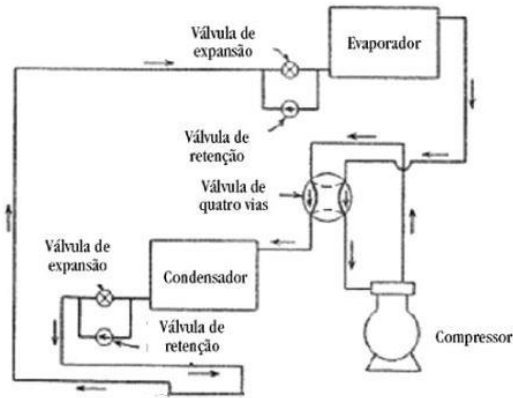 Válvula de
expansão
Evaporador
Válvula de
retenção
Válvula de
quatro vias
Válvula de
expansão
Condensador
Válvula de
retenção
Compressor